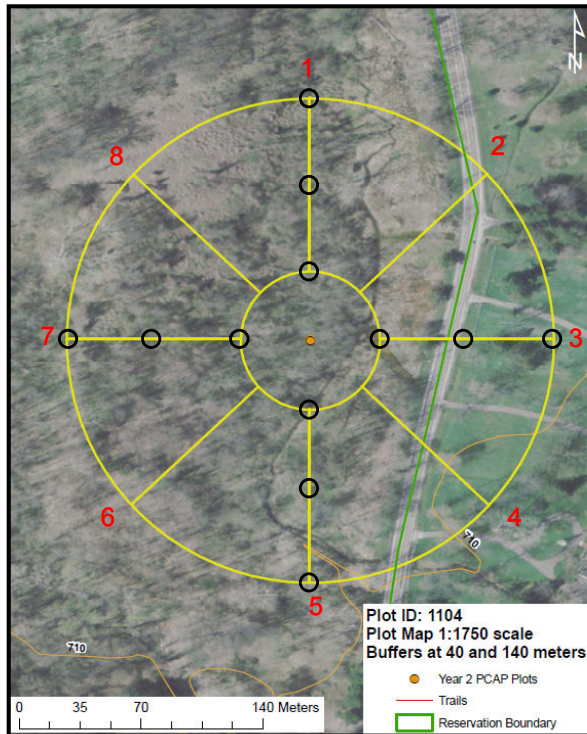 N
1
8
2
7
3
6
4
5
710
710
Plot ID: 1104
Plot Map 1:1750 scale
Buffers at 40 and 140 meters
Year 2 PCAP Plots
Trails
Reservation Boundary
0 35 70 140 Meters